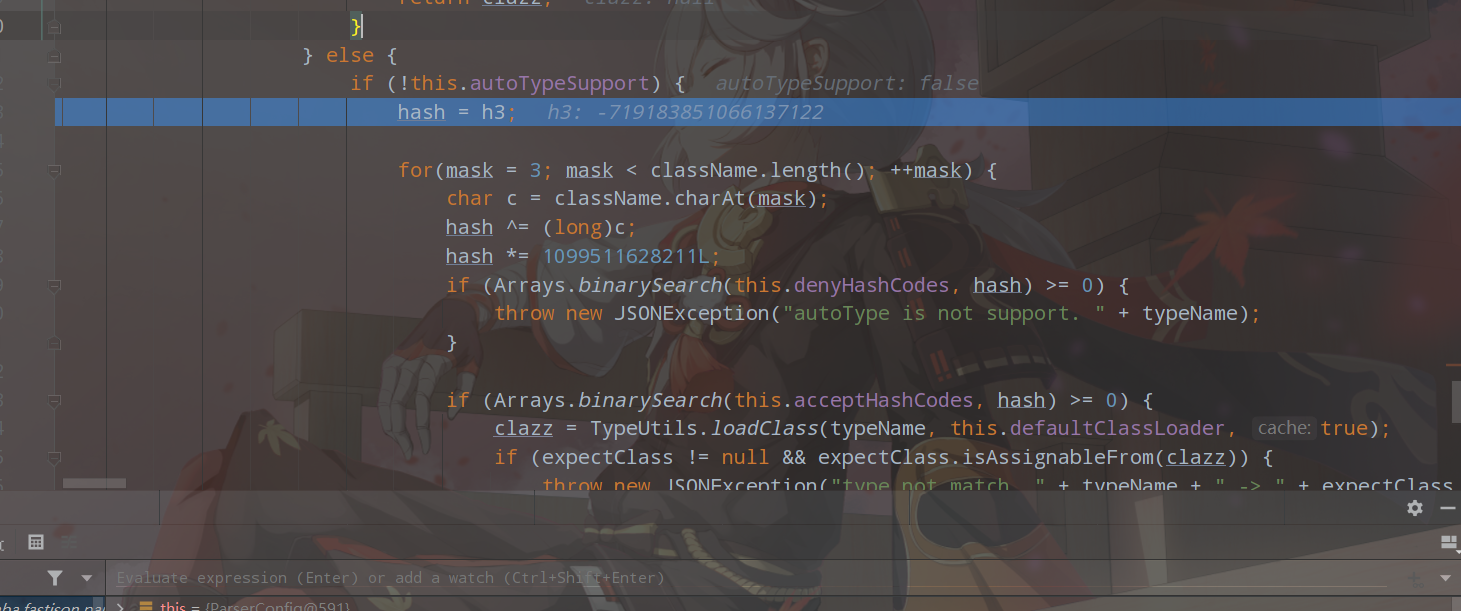 return clazz;   clazz: null
}
} else {
if (!this.autoTypeSupport) {   autoTypeSupport: false
hash = h3;   h3: -719183851066137122
for(mask = 3; mask < className.length(); ++mask) {
char c = className.charAt(mask);
hash ^= (long)c;
hash *= 1099511628211L;
if (Arrays.binarySearch(this.denyHashCodes, hash) >= 0) {
throw new JSONException("autoType is not support. " + typeName);
}
if (Arrays.binarySearch(this.acceptHashCodes, hash) >= 0) {
clazz = TypeUtils.loadClass(typeName, this.defaultClassLoader, cache: true);
if (expectClass != null && expectClass.isAssignableFrom(clazz)) {
throw new JSONException("type not match. " + typeName + " -> " + expectClass
Evaluate expression (Enter) or add a watch (Ctrl+Shift+Enter)
this = {ParserConfig@591}